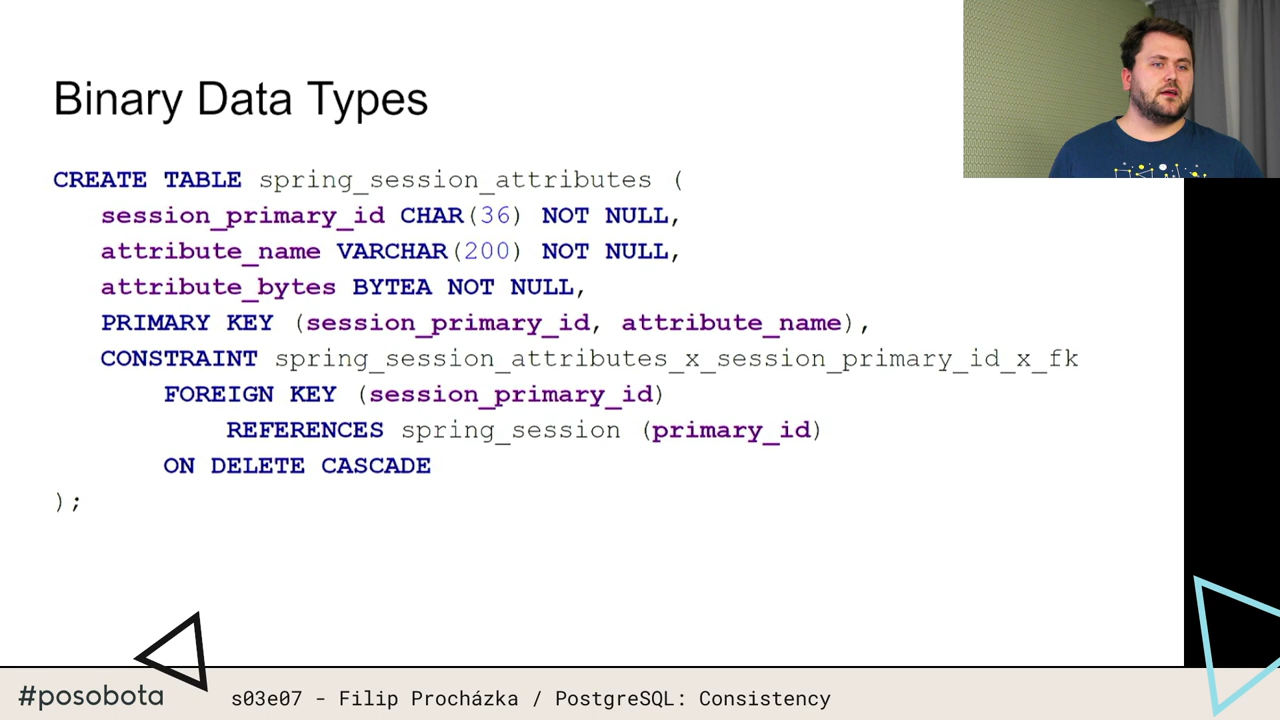 Binary Data Types
CREATE TABLE spring_session_attributes (
session_primary_id CHAR(36) NOT NULL,
attribute_name VARCHAR(200) NOT NULL,
attribute_bytes BYTEA NOT NULL,
PRIMARY KEY (session_primary_id, attribute_name),
CONSTRAINT spring_session_attributes_x_session_primary_id_x_fk
FOREIGN KEY (session_primary_id)
REFERENCES spring_session (primary_id)
ON DELETE CASCADE
);
#posobota
s03e07 - Filip Procházka / PostgreSQL: Consistency